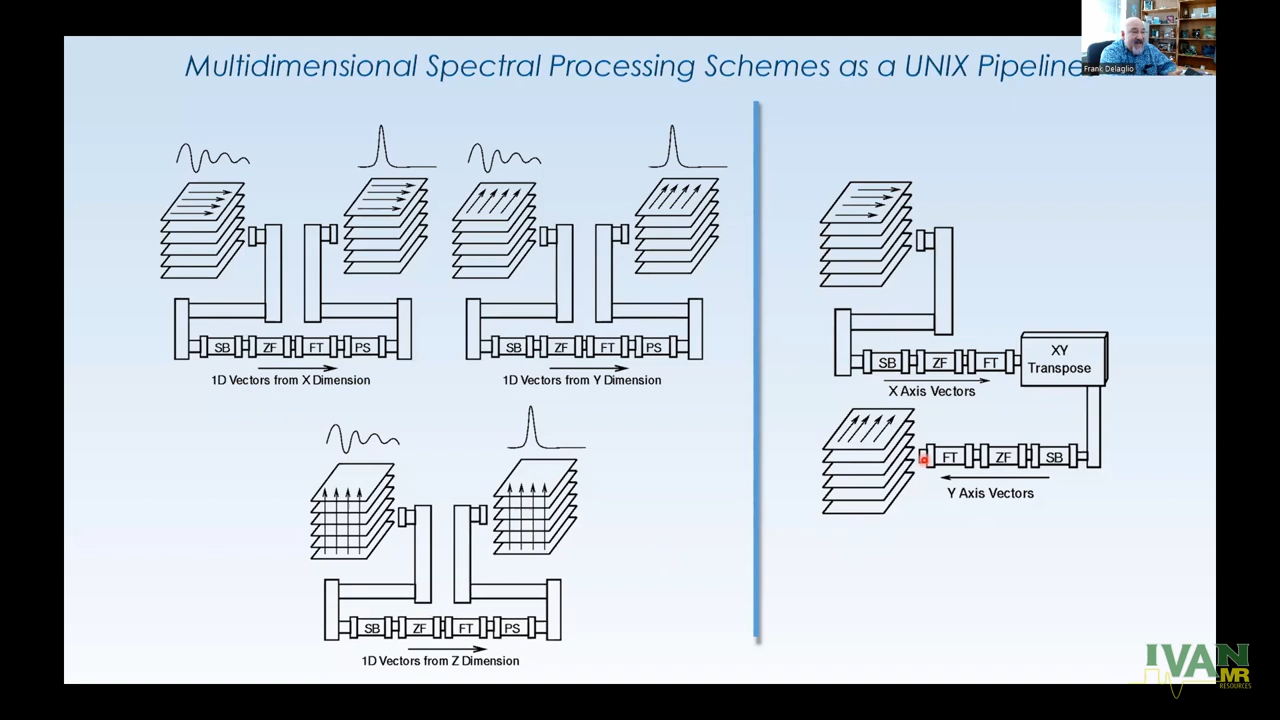 Multidimensional Spectral Processing Schemes as a UNIX Pipeline
Frank Delaglio
SB ZF FT PS
1D Vectors from X Dimension
SB ZF FT PS
1D Vectors from Y Dimension
SB ZF FT PS
1D Vectors from Z Dimension
SB ZF FT
XY
Transpose
X Axis Vectors
FT ZF SB
Y Axis Vectors
IVAN
MR
RESOURCES